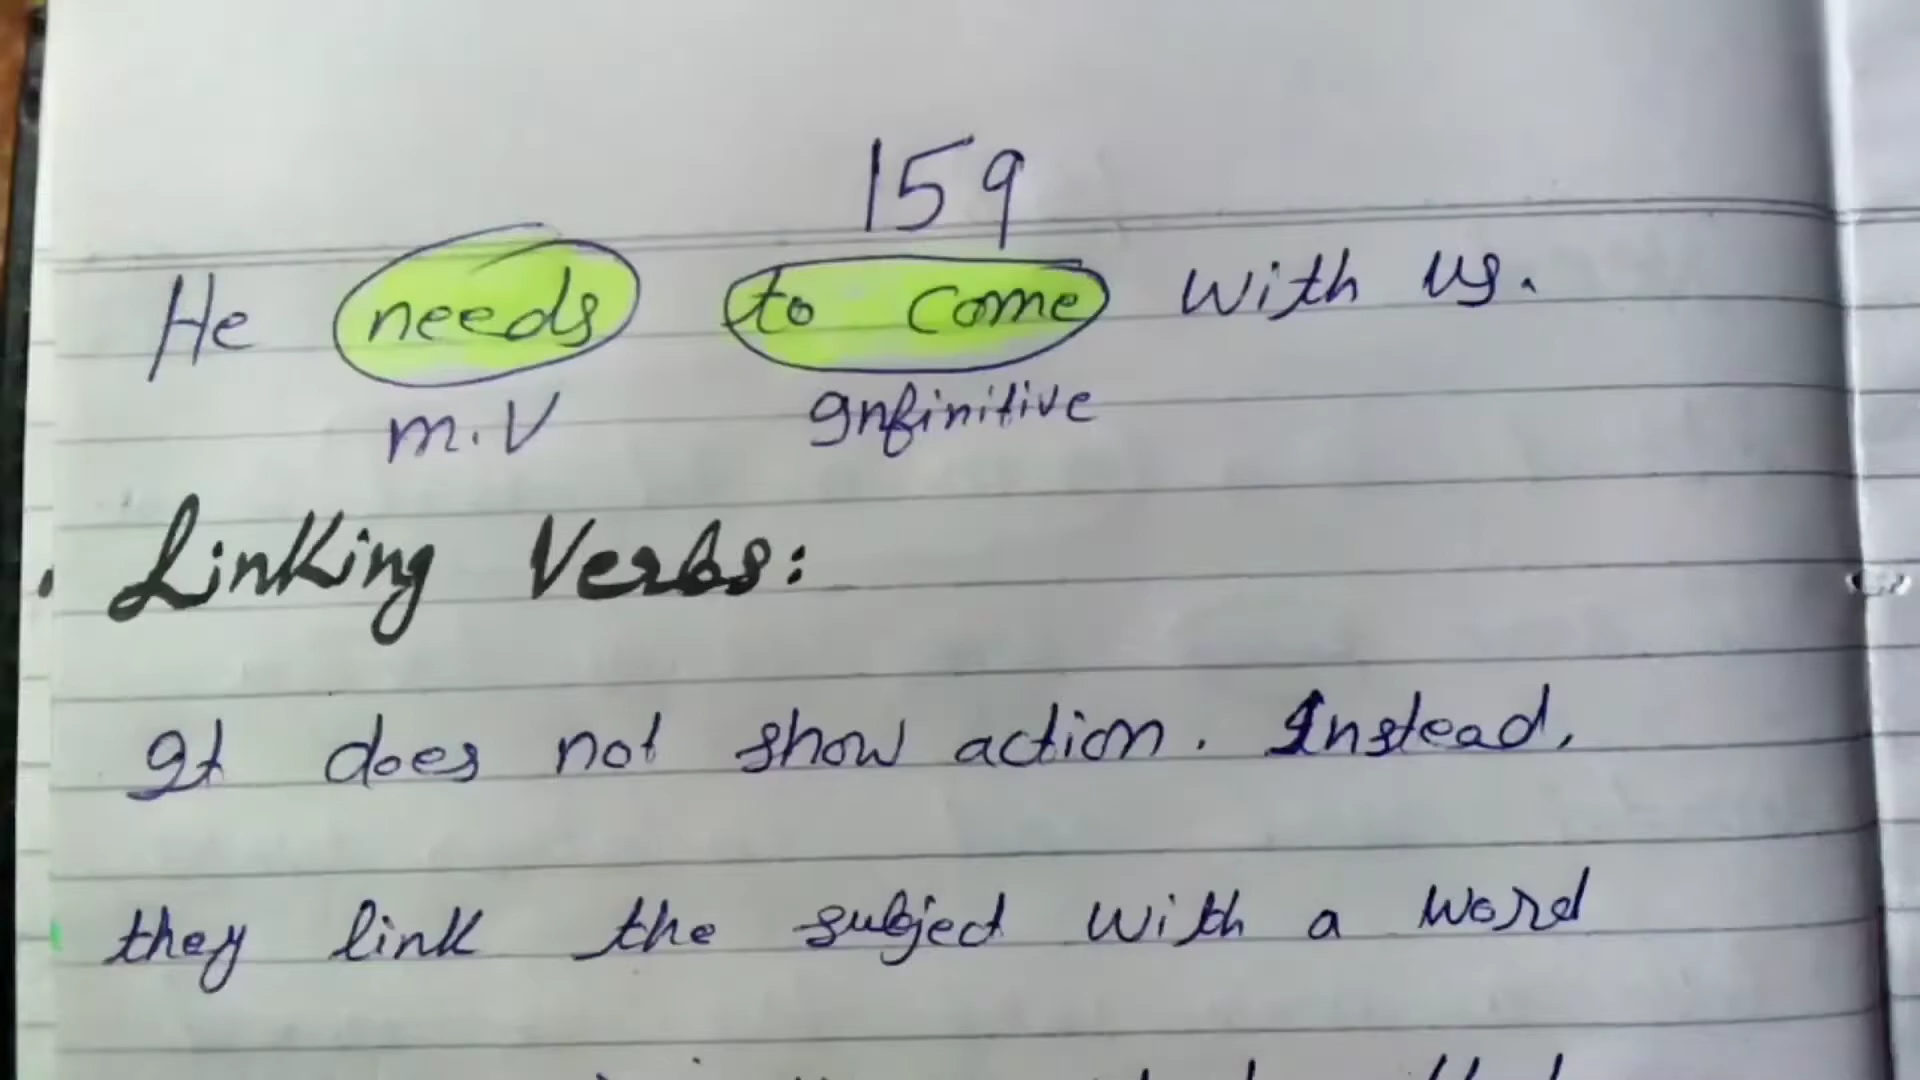 159
He needs to come with us.
m.V Infinitive
Linking Verbs:
It does not show action. Instead,
they link the subject with a word